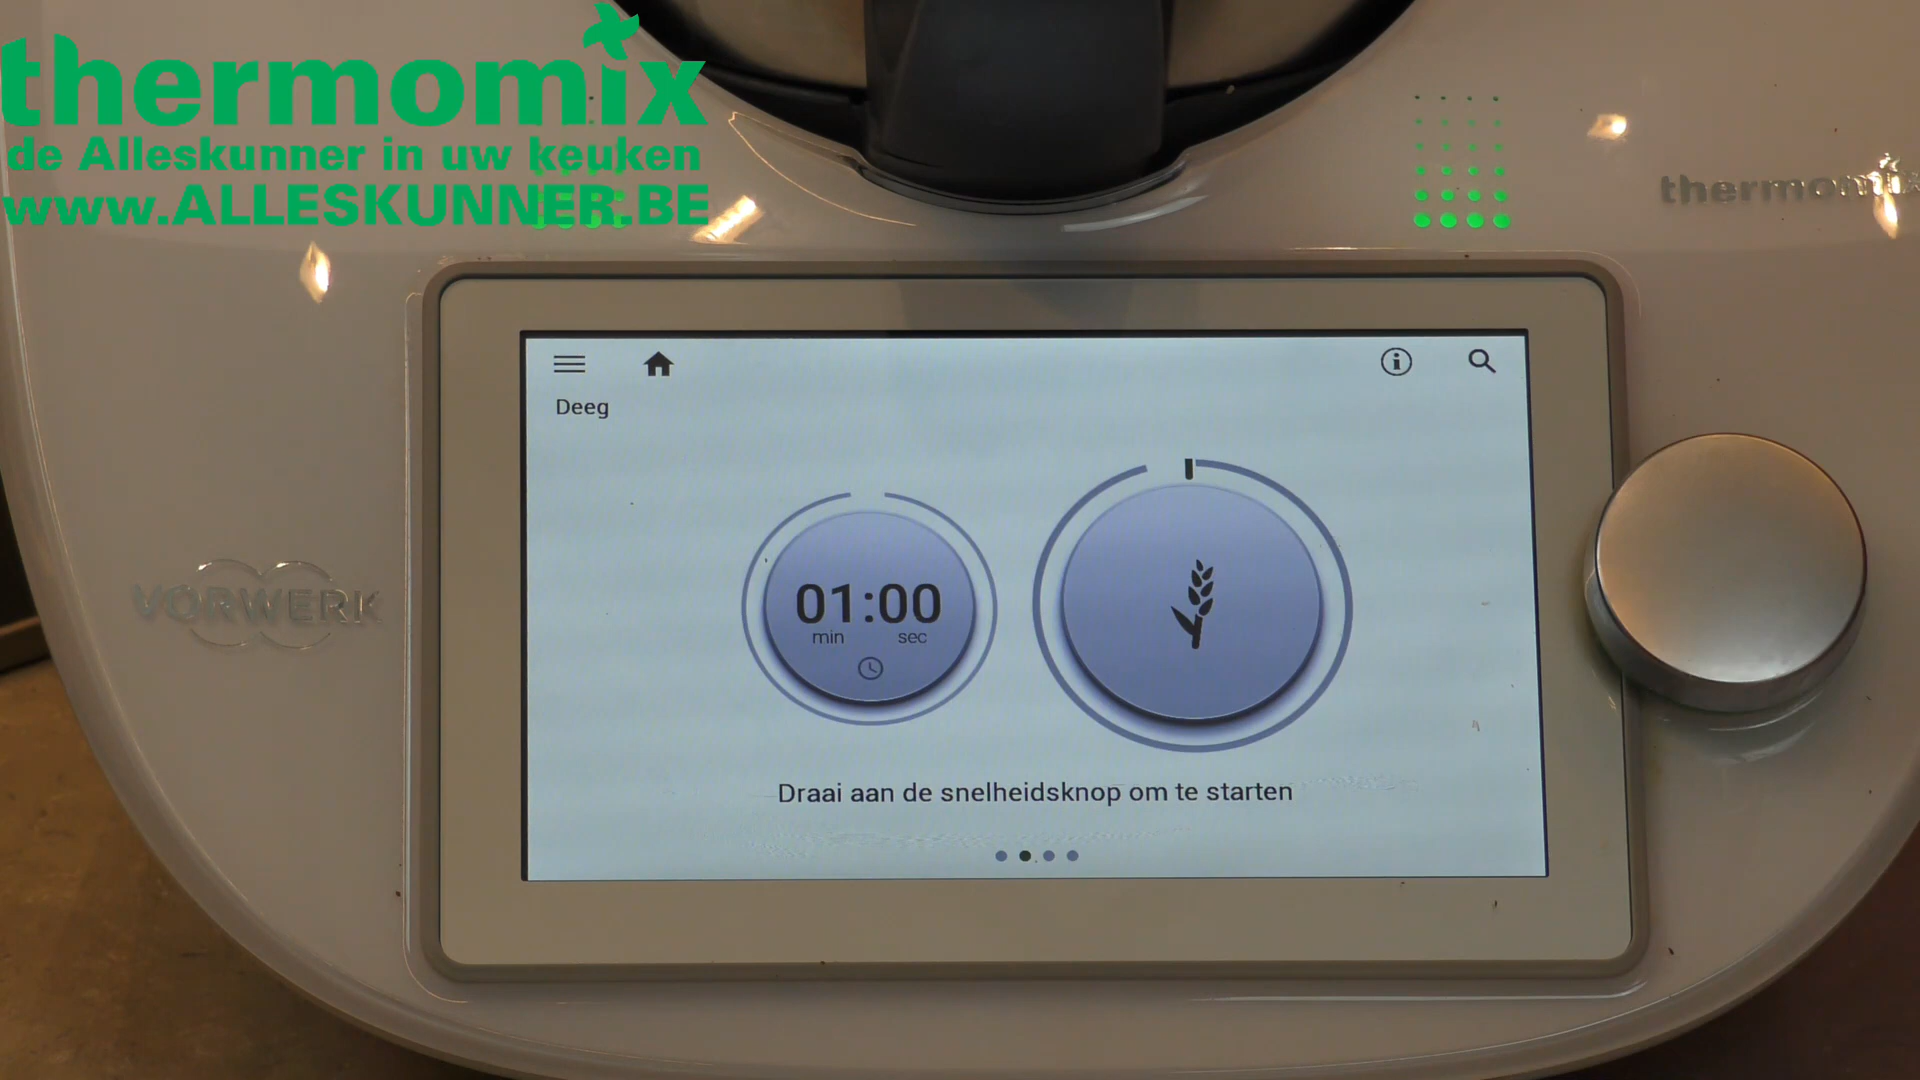 thermomix
de Alleskunner in uw keuken
www.ALLESKUNNER.BE
thermomix
Deeg
01:00
min sec
VORWERK
Draai aan de snelheidsknop om te starten